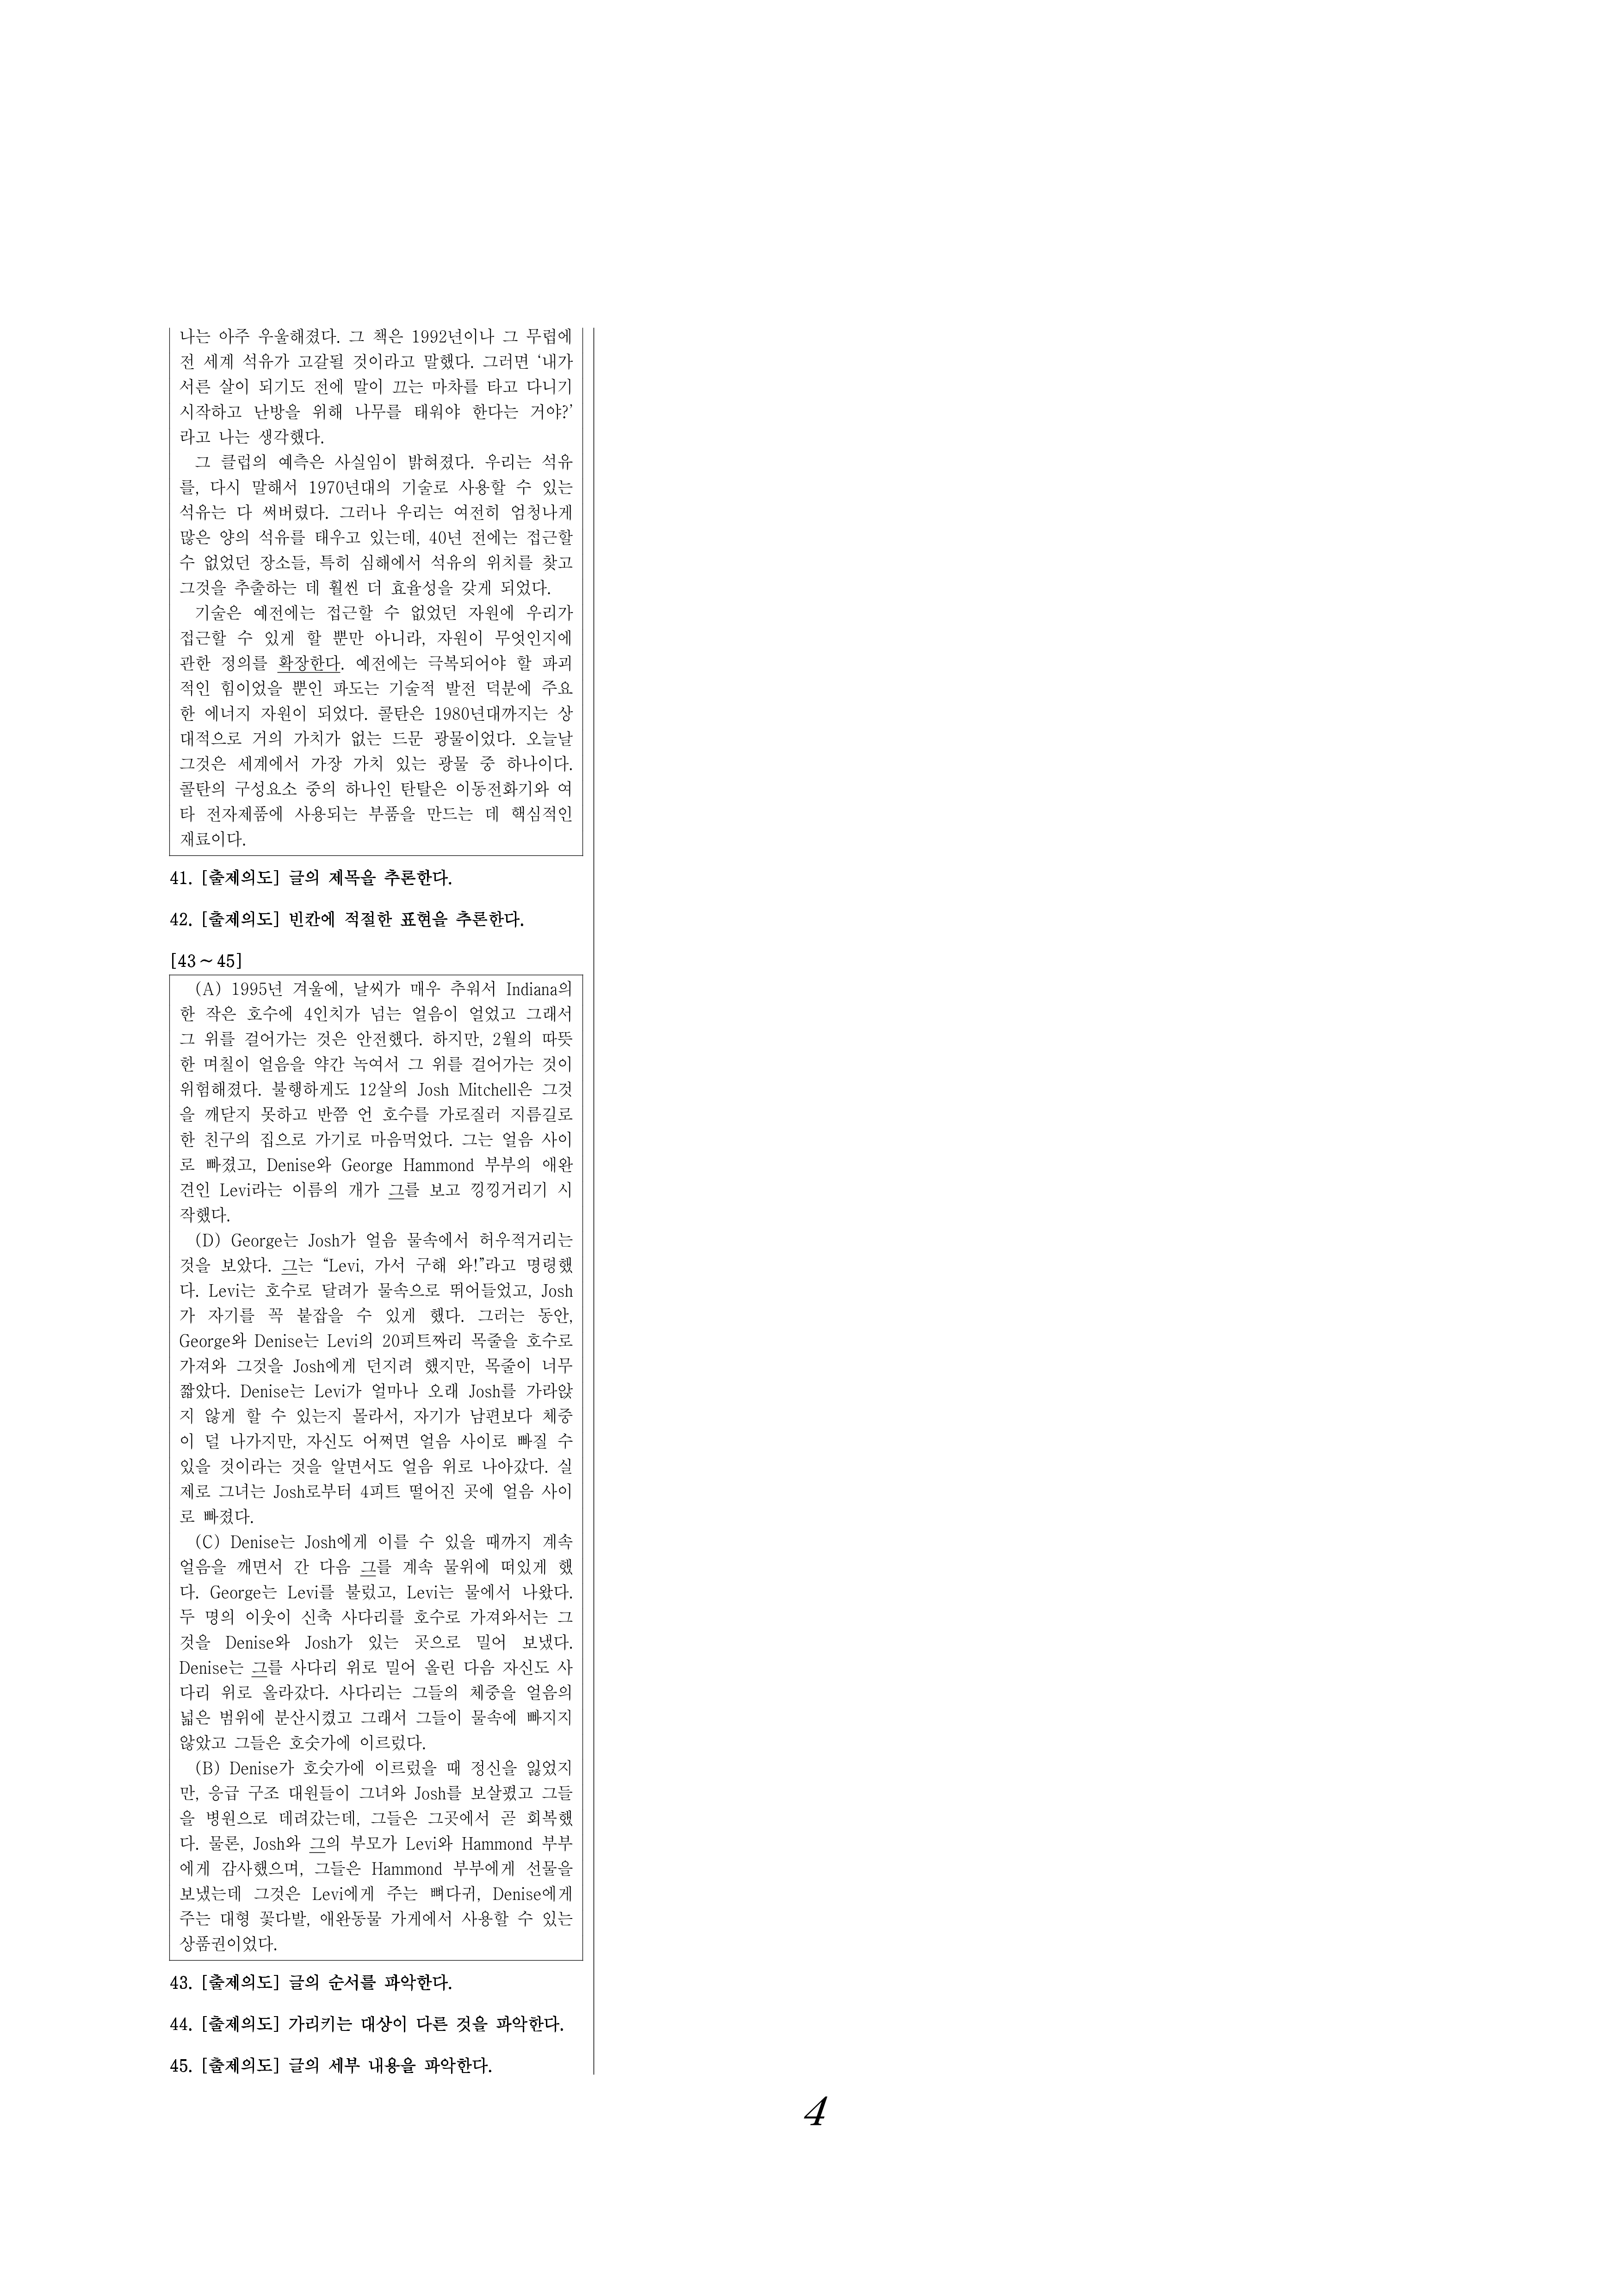 나는 아주 우울해졌다. 그 책은 1992년이나 그 무렵에
전 세계 석유가 고갈될 것이라고 말했다. 그러면 ‘내가
서른 살이 되기도 전에 말이 끄는 마차를 타고 다니기
시작하고 난방을 위해 나무를 태워야 한다는 거야?’
라고 나는 생각했다.
그 클럽의 예측은 사실임이 밝혀졌다. 우리는 석유
를, 다시 말해서 1970년대의 기술로 사용할 수 있는
석유는 다 써버렸다. 그러나 우리는 여전히 엄청나게
많은 양의 석유를 태우고 있는데, 40년 전에는 접근할
수 없었던 장소들, 특히 심해에서 석유의 위치를 찾고
그것을 추출하는 데 훨씬 더 효율성을 갖게 되었다.
기술은 예전에는 접근할 수 없었던 자원에 우리가
접근할 수 있게 할 뿐만 아니라, 자원이 무엇인지에
관한 정의를 확장한다. 예전에는 극복되어야 할 파괴
적인 힘이었을 뿐인 파도는 기술적 발전 덕분에 주요
한 에너지 자원이 되었다. 콜탄은 1980년대까지는 상
대적으로 거의 가치가 없는 드문 광물이었다. 오늘날
그것은 세계에서 가장 가치 있는 광물 중 하나이다.
콜탄의 구성요소 중의 하나인 탄탈은 이동전화기와 여
타 전자제품에 사용되는 부품을 만드는 데 핵심적인
재료이다.
41. [출제의도] 글의 제목을 추론한다.
42. [출제의도] 빈칸에 적절한 표현을 추론한다.
[43～45]
(A) 1995년 겨울에, 날씨가 매우 추워서 Indiana의
한 작은 호수에 4인치가 넘는 얼음이 얼었고 그래서
그 위를 걸어가는 것은 안전했다. 하지만, 2월의 따뜻
한 며칠이 얼음을 약간 녹여서 그 위를 걸어가는 것이
위험해졌다. 불행하게도 12살의 Josh Mitchell은 그것
을 깨닫지 못하고 반쯤 언 호수를 가로질러 지름길로
한 친구의 집으로 가기로 마음먹었다. 그는 얼음 사이
로 빠졌고, Denise와 George Hammond 부부의 애완
견인 Levi라는 이름의 개가 그를 보고 낑낑거리기 시
작했다.
(D) George는 Josh가 얼음 물속에서 허우적거리는
것을 보았다. 그는 “Levi, 가서 구해 와!”라고 명령했
다. Levi는 호수로 달려가 물속으로 뛰어들었고, Josh
가 자기를 꼭 붙잡을 수 있게 했다. 그러는 동안,
George와 Denise는 Levi의 20피트짜리 목줄을 호수로
가져와 그것을 Josh에게 던지려 했지만, 목줄이 너무
짧았다. Denise는 Levi가 얼마나 오래 Josh를 가라앉
지 않게 할 수 있는지 몰라서, 자기가 남편보다 체중
이 덜 나가지만, 자신도 어쩌면 얼음 사이로 빠질 수
있을 것이라는 것을 알면서도 얼음 위로 나아갔다. 실
제로 그녀는 Josh로부터 4피트 떨어진 곳에 얼음 사이
로 빠졌다.
(C) Denise는 Josh에게 이를 수 있을 때까지 계속
얼음을 깨면서 간 다음 그를 계속 물위에 떠있게 했
다. George는 Levi를 불렀고, Levi는 물에서 나왔다.
두 명의 이웃이 신축 사다리를 호수로 가져와서는 그
것을 Denise와 Josh가 있는 곳으로 밀어 보냈다.
Denise는 그를 사다리 위로 밀어 올린 다음 자신도 사
다리 위로 올라갔다. 사다리는 그들의 체중을 얼음의
넓은 범위에 분산시켰고 그래서 그들이 물속에 빠지지
않았고 그들은 호숫가에 이르렀다.
(B) Denise가 호숫가에 이르렀을 때 정신을 잃었지
만, 응급 구조 대원들이 그녀와 Josh를 보살폈고 그들
을 병원으로 데려갔는데, 그들은 그곳에서 곧 회복했
다. 물론, Josh와 그의 부모가 Levi와 Hammond 부부
에게 감사했으며, 그들은 Hammond 부부에게 선물을
보냈는데 그것은 Levi에게 주는 뼈다귀, Denise에게
주는 대형 꽃다발, 애완동물 가게에서 사용할 수 있는
상품권이었다.
43. [출제의도] 글의 순서를 파악한다.
44. [출제의도] 가리키는 대상이 다른 것을 파악한다.
45. [출제의도] 글의 세부 내용을 파악한다.
4